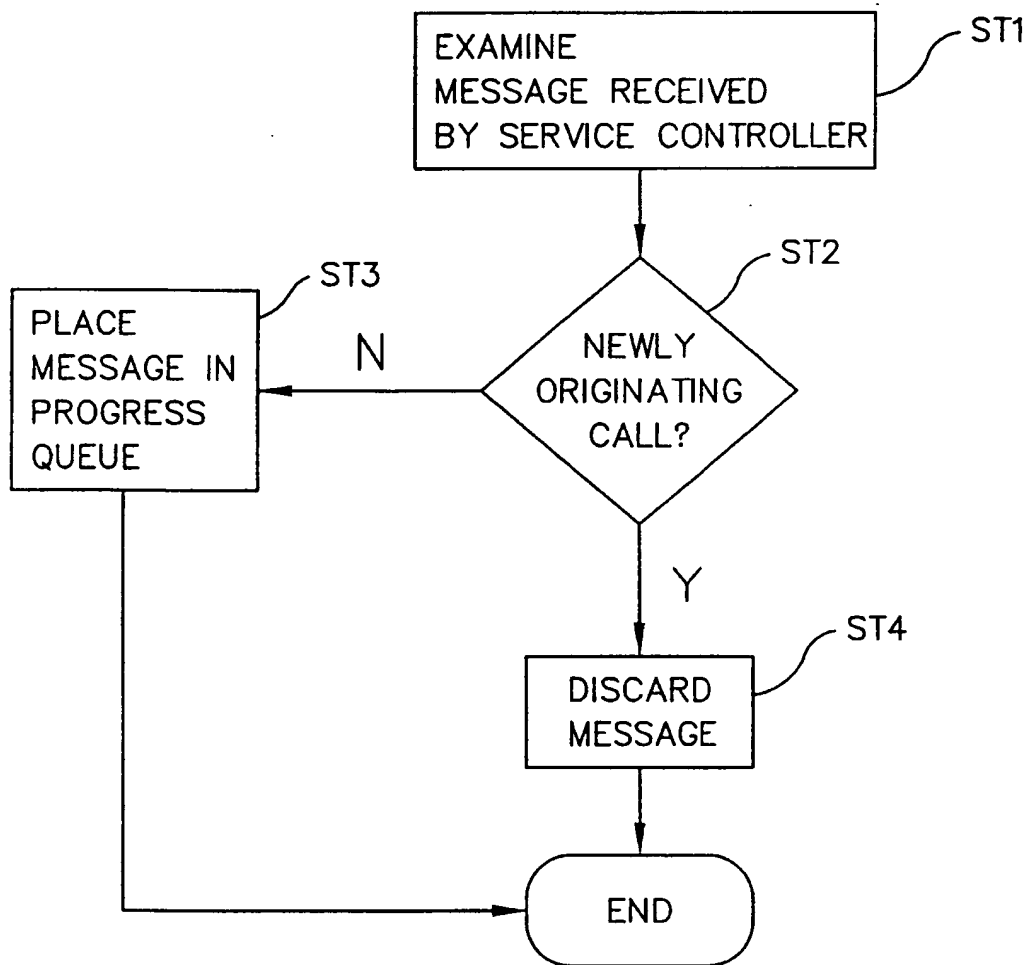 EXAMINE
MESSAGE RECEIVED
BY SERVICE CONTROLLER
ST1
NEWLY
ORIGINATING
CALL?
ST2
N
PLACE
MESSAGE IN
PROGRESS
QUEUE
ST3
Y
DISCARD
MESSAGE
ST4
END